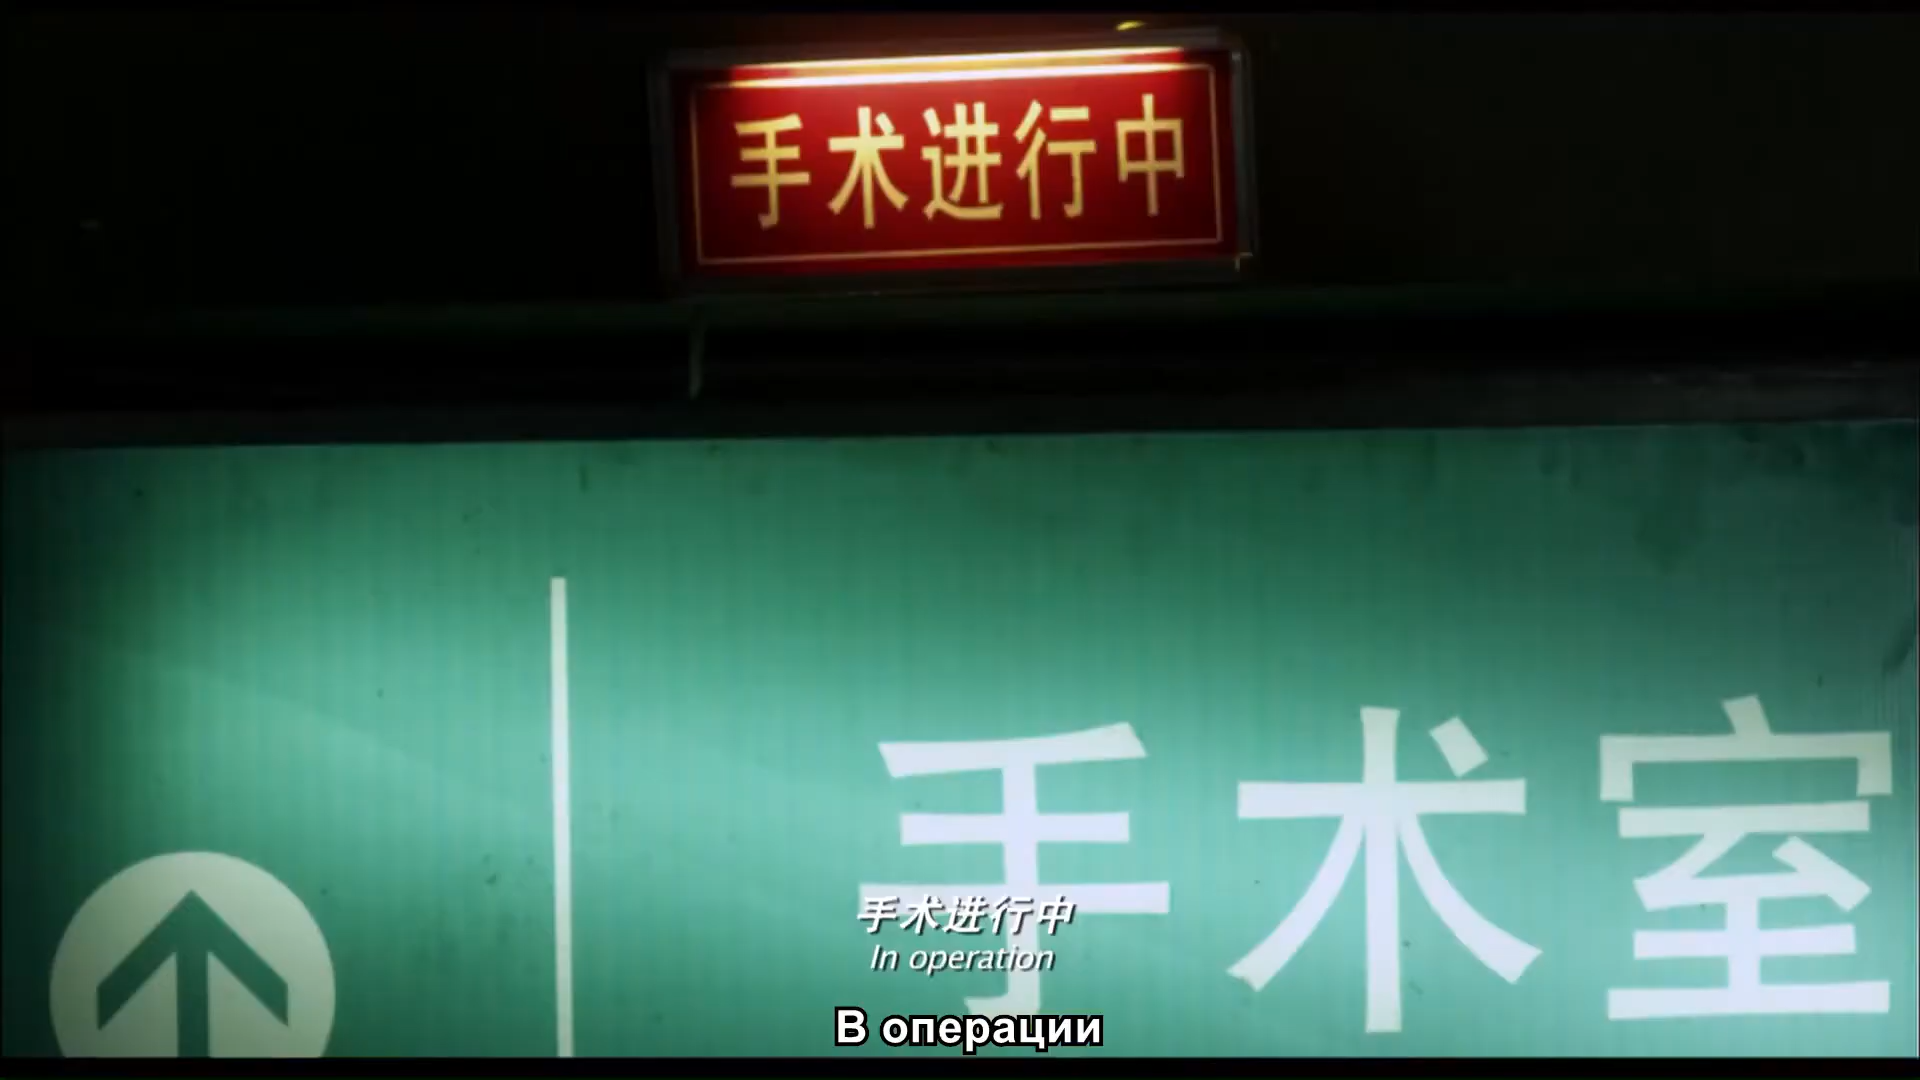 手术进行中
手术室
手术进行中
In operation
В операции